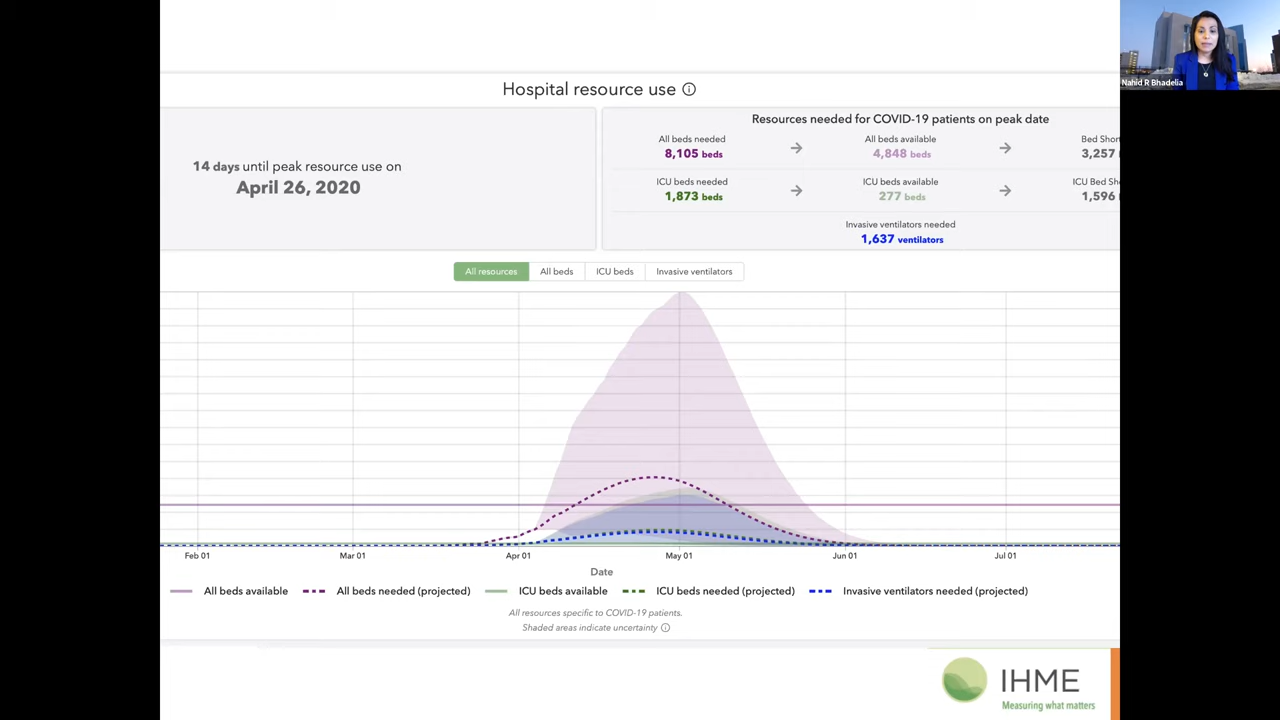 Nahid R Bhadelia
Hospital resource use
14 days until peak resource use on
April 26, 2020
Resources needed for COVID-19 patients on peak date
All beds needed
8,105 beds
All beds available
4,848 beds
Bed Short
3,257
ICU beds needed
1,873 beds
ICU beds available
277 beds
ICU Bed Sho
1,596
Invasive ventilators needed
1,637 ventilators
All resources All beds ICU beds Invasive ventilators
Feb 01 Mar 01 Apr 01 May 01 Jun 01 Jul 01
Date
All beds available All beds needed (projected) ICU beds available ICU beds needed (projected) Invasive ventilators needed (projected)
All resources specific to COVID-19 patients.
Shaded areas indicate uncertainty
IHME
Measuring what matters